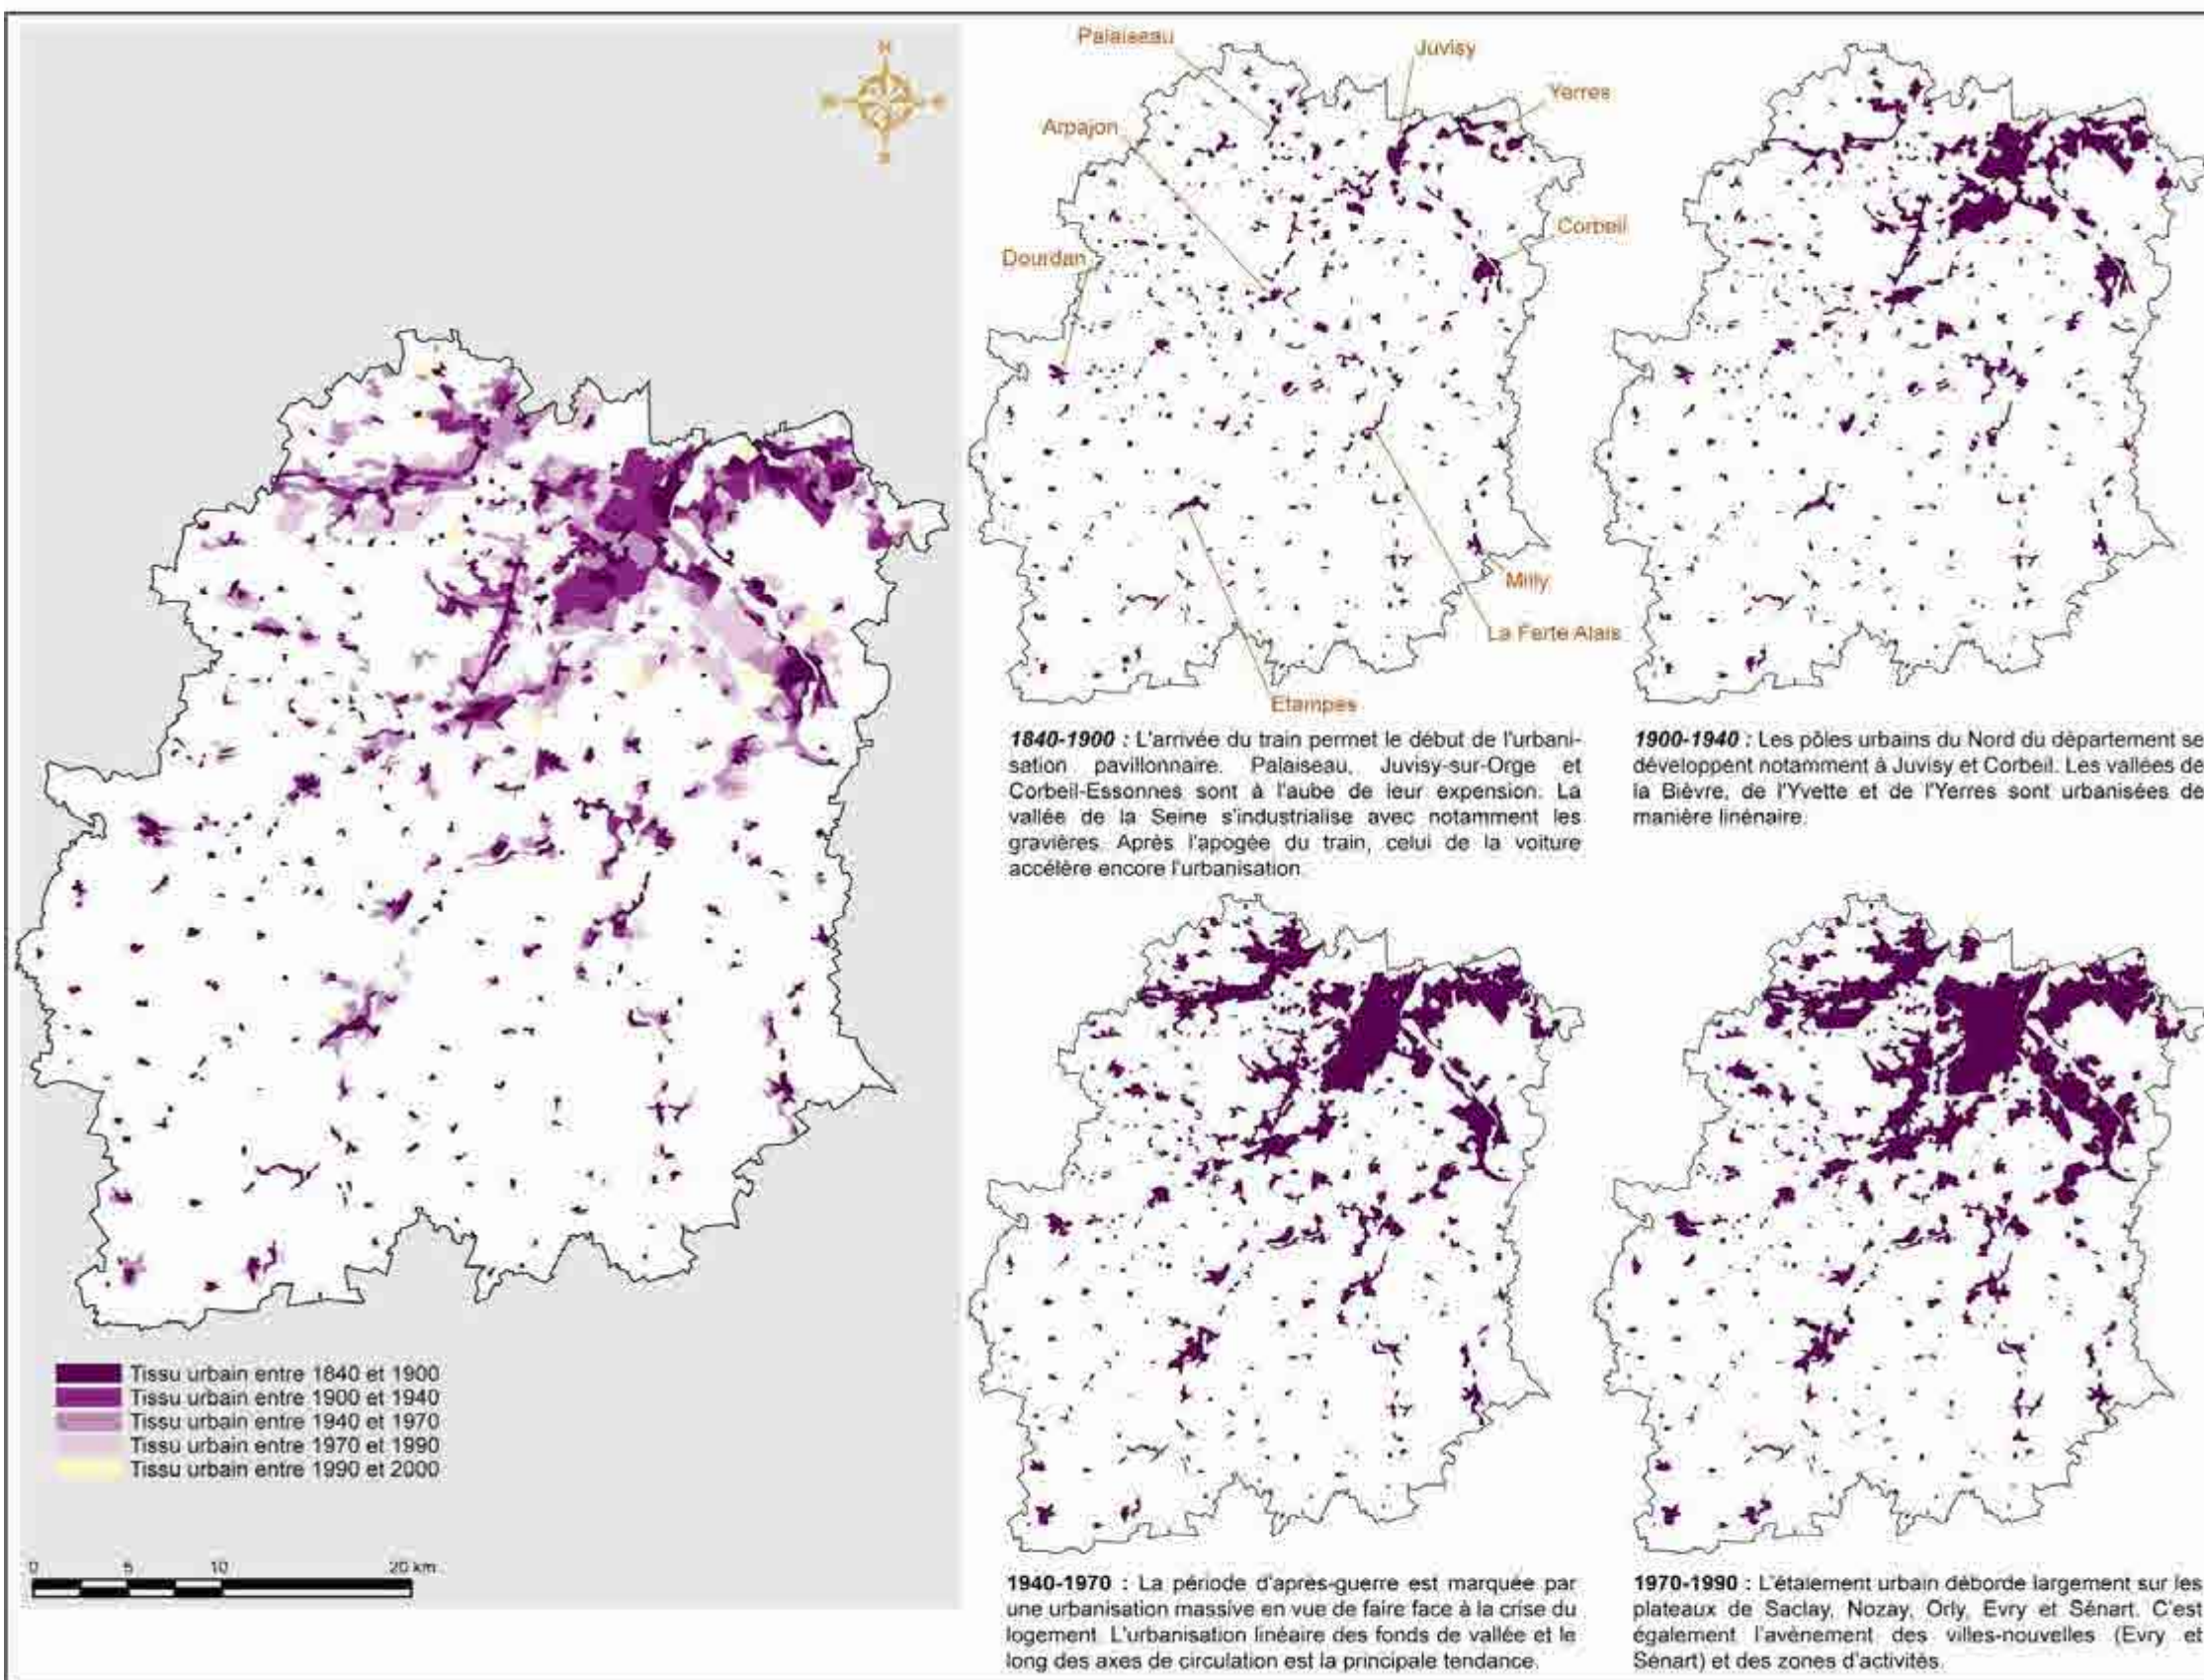 N
S
Palaiseau
Juvisy
Yerres
Arpajon
Corbeil
Dourdan
Milly
La Ferte Alais
Etampes
1840-1900 : L'arrivée du train permet le début de l'urbani-
sation pavillonnaire. Palaiseau, Juvisy-sur-Orge et
Corbeil-Essonnes sont à l'aube de leur expension. La
vallée de la Seine s'industrialise avec notamment les
gravières. Après l'apogée du train, celui de la voiture
accélère encore l'urbanisation.
1900-1940 : Les pôles urbains du Nord du département se
développent notamment à Juvisy et Corbeil. Les vallées de
la Bièvre, de l'Yvette et de l'Yerres sont urbanisées de
manière linénaire.
Tissu urbain entre 1840 et 1900
Tissu urbain entre 1900 et 1940
Tissu urbain entre 1940 et 1970
Tissu urbain entre 1970 et 1990
Tissu urbain entre 1990 et 2000
0 5 10 20 km
1940-1970 : La période d'après-guerre est marquée par
une urbanisation massive en vue de faire face à la crise du
logement. L'urbanisation linéaire des fonds de vallée et le
long des axes de circulation est la principale tendance.
1970-1990 : L'étalement urbain déborde largement sur les
plateaux de Saclay, Nozay, Orly, Evry et Sénart. C'est
également l'avènement des villes-nouvelles (Evry et
Sénart) et des zones d'activités.